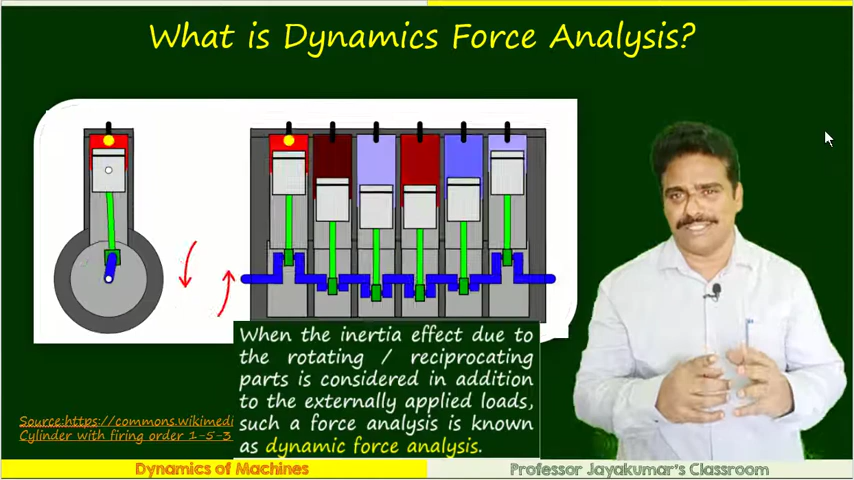 What is Dynamics Force Analysis?
When the inertia effect due to
the rotating / reciprocating
parts is considered in addition
to the externally applied loads,
such a force analysis is known
as dynamic force analysis.
Source:https://commons.wikimedi
Cylinder with firing order 1-5-3
Dynamics of Machines
Professor Jayakumar's Classroom